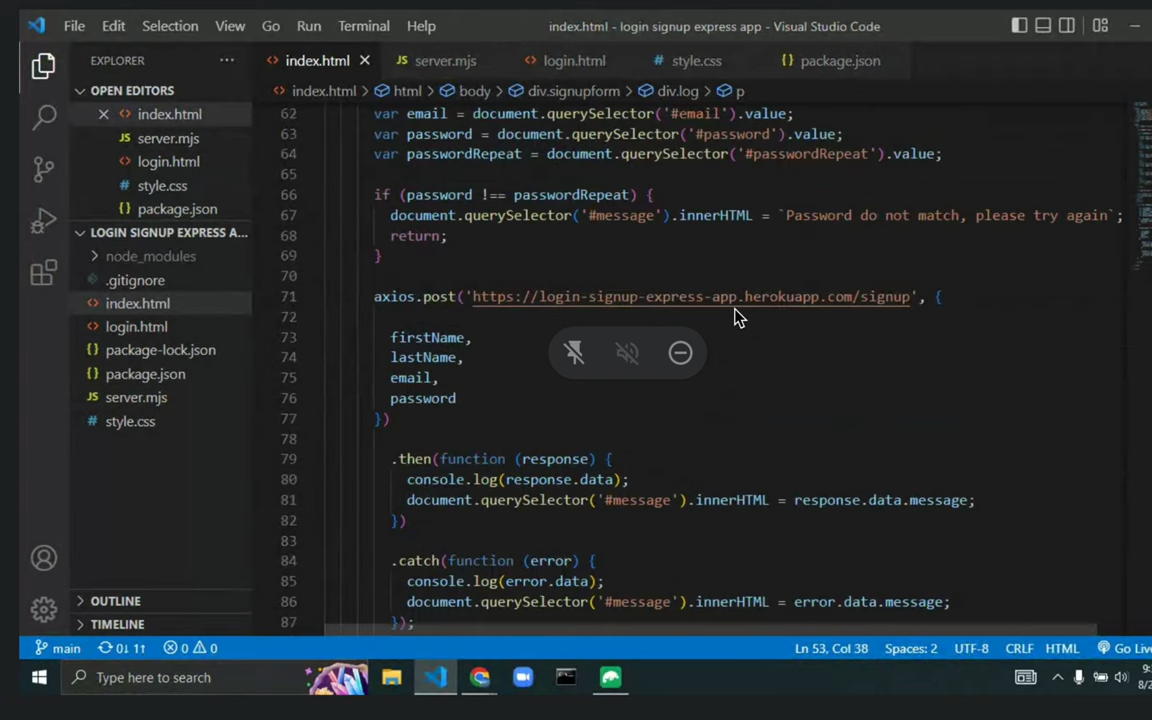 File Edit Selection View Go Run Terminal Help index.html - login signup express app - Visual Studio Code
EXPLORER ···
OPEN EDITORS
index.html
JS server.mjs
login.html
# style.css
{} package.json
LOGIN SIGNUP EXPRESS A...
node_modules
.gitignore
index.html
login.html
package-lock.json
{} package.json
JS server.mjs
# style.css
OUTLINE
TIMELINE
index.html JS server.mjs login.html # style.css {} package.json
index.html > html > body > div.signupform > div.log > p
62 var email = document.querySelector('#email').value;
63 var password = document.querySelector('#password').value;
64 var passwordRepeat = document.querySelector('#passwordRepeat').value;
65
66 if (password !== passwordRepeat) {
67 document.querySelector('#message').innerHTML = `Password do not match, please try again`;
68 return;
69 }
70
71 axios.post('https://login-signup-express-app.herokuapp.com/signup', {
72
73 firstName,
74 lastName,
75 email,
76 password
77 })
78
79 .then(function (response) {
80 console.log(response.data);
81 document.querySelector('#message').innerHTML = response.data.message;
82 })
83
84 .catch(function (error) {
85 console.log(error.data);
86 document.querySelector('#message').innerHTML = error.data.message;
87 });
main 0↓ 1↑ 0 0 Ln 53, Col 38 Spaces: 2 UTF-8 CRLF HTML Go Live
Type here to search